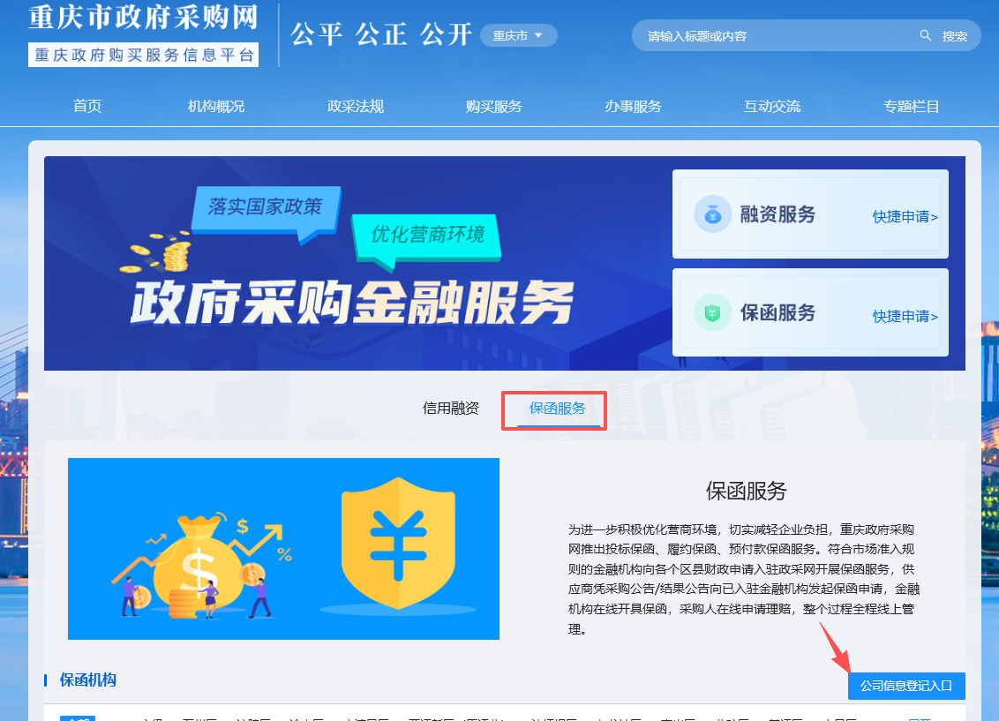 重庆市政府采购网
重庆政府购买服务信息平台
公平 公正 公开
重庆市
请输入标题或内容
搜索
首页 机构概况 政采法规 购买服务 办事服务 互动交流 专题栏目
落实国家政策
优化营商环境
政府采购金融服务
融资服务 快捷申请>
保函服务 快捷申请>
信用融资 保函服务
¥
$
$
$
%
保函服务
为进一步积极优化营商环境，切实减轻企业负担，重庆政府采购
网推出投标保函、履约保函、预付款保函服务。符合市场准入规
则的金融机构向各个区县财政申请入驻政采网开展保函服务，供
应商凭采购公告/结果公告向已入驻金融机构发起保函申请，金融
机构在线开具保函，采购人在线申请理赔，整个过程全程线上管
理。
保函机构
公司信息登记入口